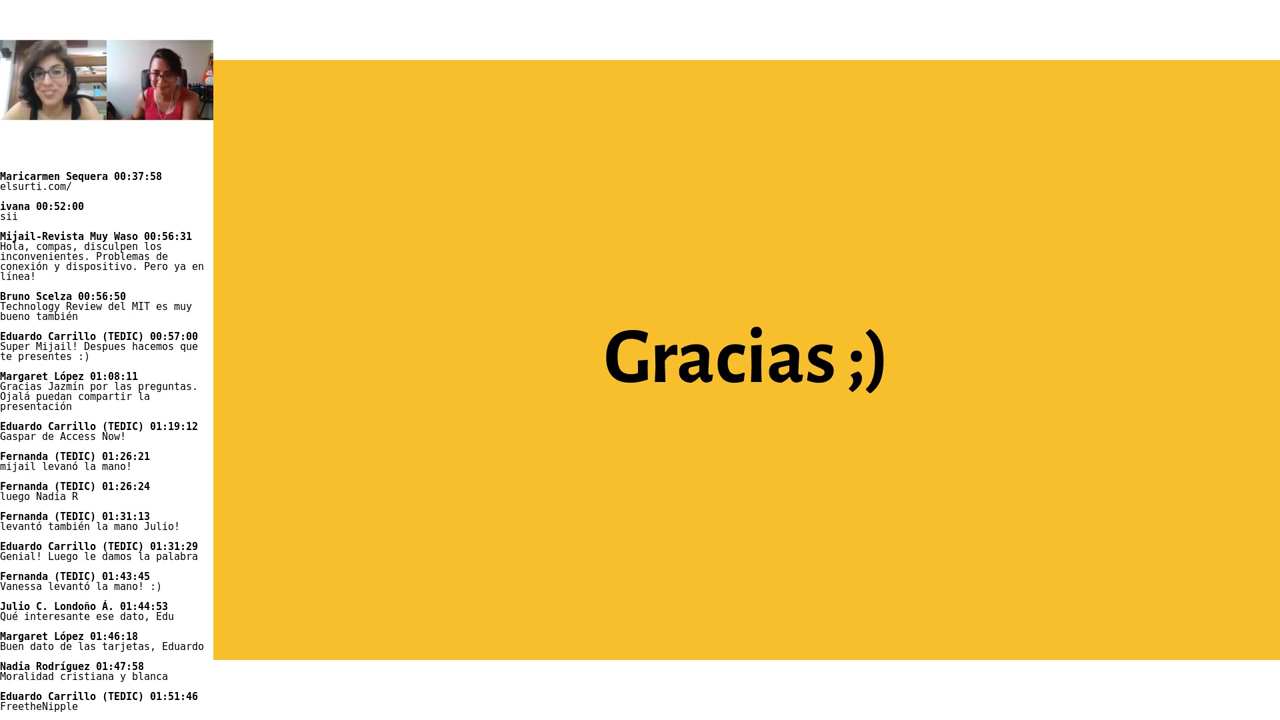 Maricarmen Sequera 00:37:58
elsurti.com/
ivana 00:52:00
sii
Mijail-Revista Muy Waso 00:56:31
Hola, compas, disculpen los
inconvenientes. Problemas de
conexión y dispositivo. Pero ya en
línea!
Bruno Scelza 00:56:50
Technology Review del MIT es muy
bueno también
Eduardo Carrillo (TEDIC) 00:57:00
Super Mijail! Despues hacemos que
te presentes :)
Margaret López 01:08:11
Gracias Jazmín por las preguntas.
Ojalá puedan compartir la
presentación
Eduardo Carrillo (TEDIC) 01:19:12
Gaspar de Access Now!
Fernanda (TEDIC) 01:26:21
mijail levanó la mano!
Fernanda (TEDIC) 01:26:24
luego Nadia R
Fernanda (TEDIC) 01:31:13
levantó también la mano Julio!
Eduardo Carrillo (TEDIC) 01:31:29
Genial! Luego le damos la palabra
Fernanda (TEDIC) 01:43:45
Vanessa levantó la mano! :)
Julio C. Londoño Á. 01:44:53
Qué interesante ese dato, Edu
Margaret López 01:46:18
Buen dato de las tarjetas, Eduardo
Nadia Rodríguez 01:47:58
Moralidad cristiana y blanca
Eduardo Carrillo (TEDIC) 01:51:46
FreetheNipple
Gracias ;)